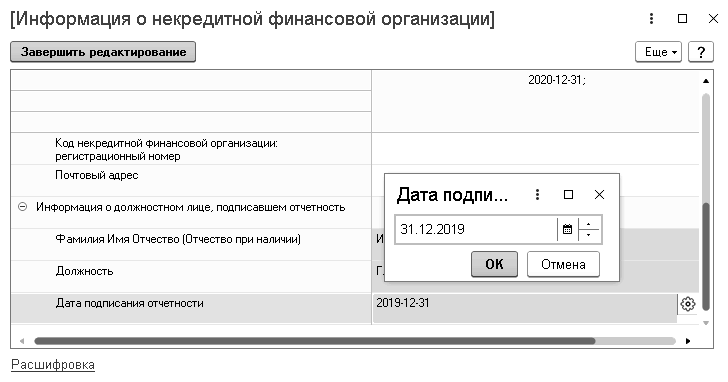 [Информация о некредитной финансовой организации]
Завершить редактирование
Еще
?
2020-12-31;
Код некредитной финансовой организации:
регистрационный номер
Почтовый адрес
Информация о должностном лице, подписавшем отчетность
Фамилия Имя Отчество (Отчество при наличии)
Должность
Дата подписания отчетности
2019-12-31
Дата подпи...
31.12.2019
ОК
Отмена
Расшифровка